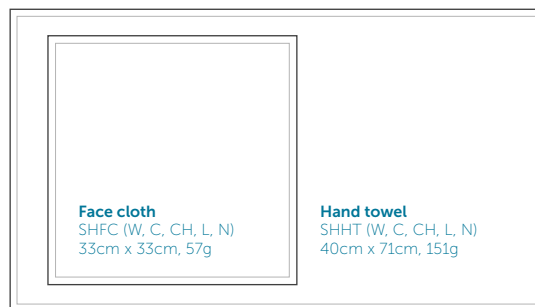 Face cloth
SHFC (W, C, CH, L, N)
33cm x 33cm, 57g
Hand towel
SHHT (W, C, CH, L, N)
40cm x 71cm, 151g